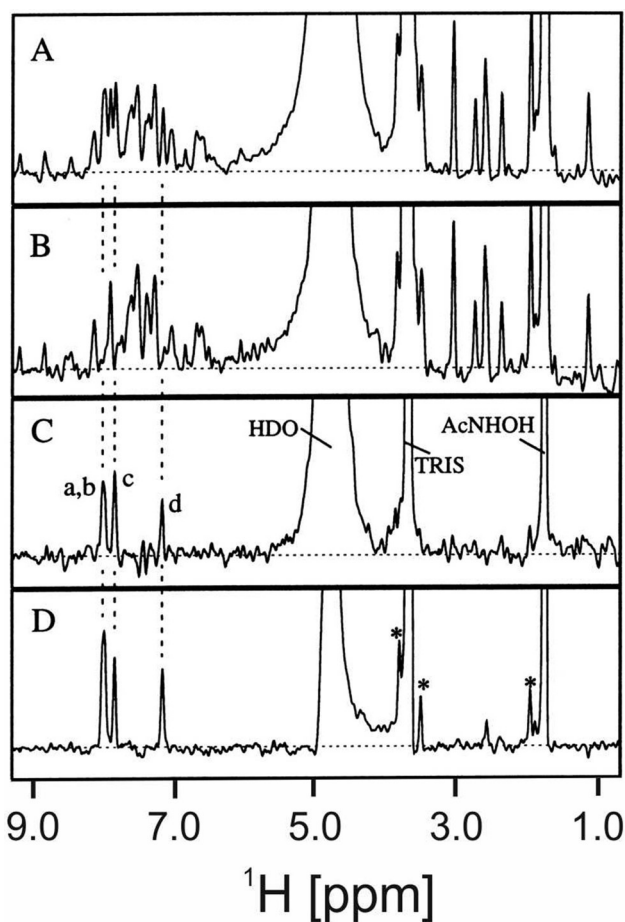 A
B
C
HDO
AcNHOH
TRIS
a,b
c
d
D
*
*
*
9.0 7.0 5.0 3.0 1.0
¹H [ppm]